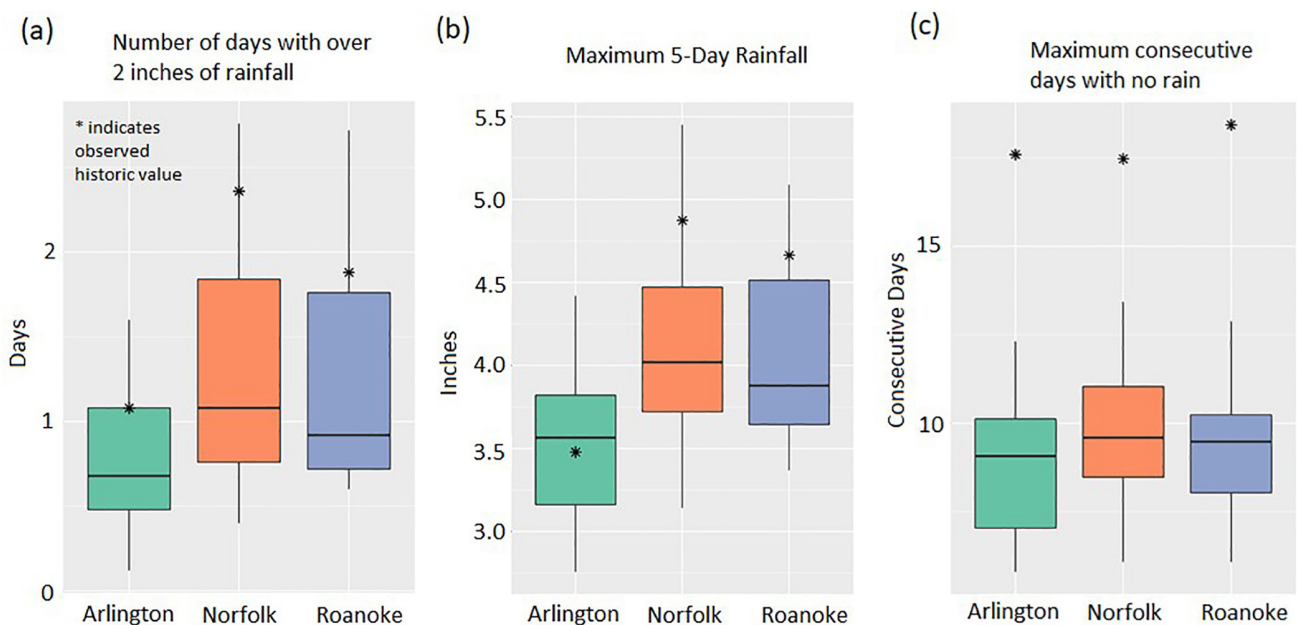 (a)
Number of days with over
2 inches of rainfall
* indicates
observed
historic value
Days
2
1
0
Arlington Norfolk Roanoke
(b)
Maximum 5-Day Rainfall
Inches
5.5
5.0
4.5
4.0
3.5
3.0
Arlington Norfolk Roanoke
(c)
Maximum consecutive
days with no rain
Consecutive Days
15
10
Arlington Norfolk Roanoke